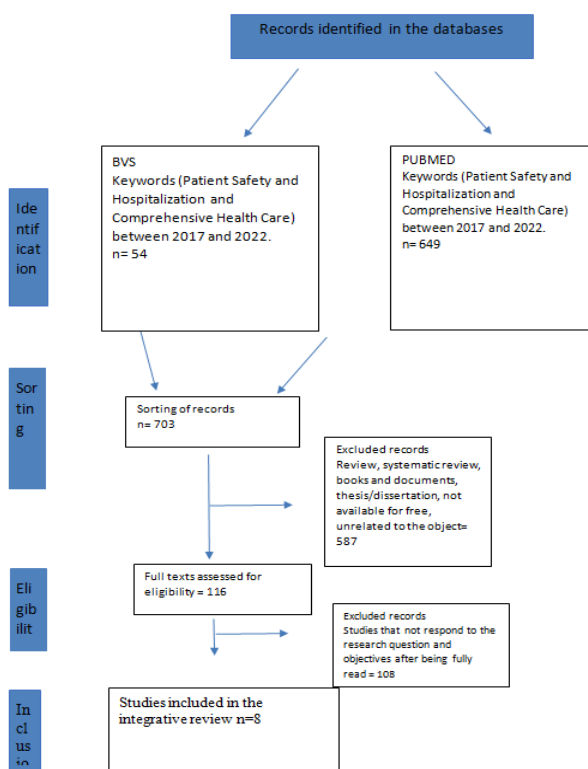 Records identified in the databases
BVS
Keywords (Patient Safety and
Hospitalization and
Comprehensive Health Care)
between 2017 and 2022.
n= 54
PUBMED
Keywords (Patient Safety and
Hospitalization and
Comprehensive Health Care)
between 2017 and 2022.
n= 649
Ide
ntif
icat
ion
Sor
tin
g
Sorting of records
n= 703
Excluded records
Review, systematic review,
books and documents,
thesis/dissertation, not
available for free,
unrelated to the object=
587
Eli
gib
ilit
Full texts assessed for
eligibility = 116
Excluded records
Studies that not respond to the
research question and
objectives after being fully
read = 108
In
cl
us
io
Studies included in the
integrative review n=8